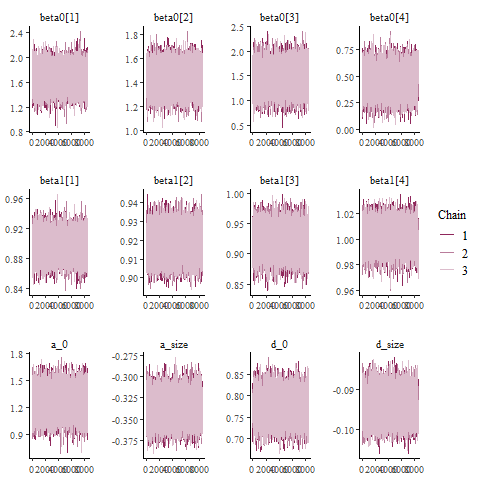 beta0[1] beta0[2] beta0[3] beta0[4]
2.4 1.8 2.5 0.75
2.0 1.6 2.0 0.50
1.6 1.4 1.5 0.25
1.2 1.2 1.0 0.00
0.8 1.0 0.5
beta1[1] beta1[2] beta1[3] beta1[4]
0.96 0.94 1.00 1.02
0.92 0.93 0.95 1.00
0.88 0.92 0.90 0.98
0.84 0.91 0.85 0.96
0.90
Chain
1
2
3
a_0 a_size d_0 d_size
1.8 -0.275 0.85 -0.09
1.5 -0.300 0.80 -0.10
1.2 -0.325 0.75
0.9 -0.350 0.70
-0.375